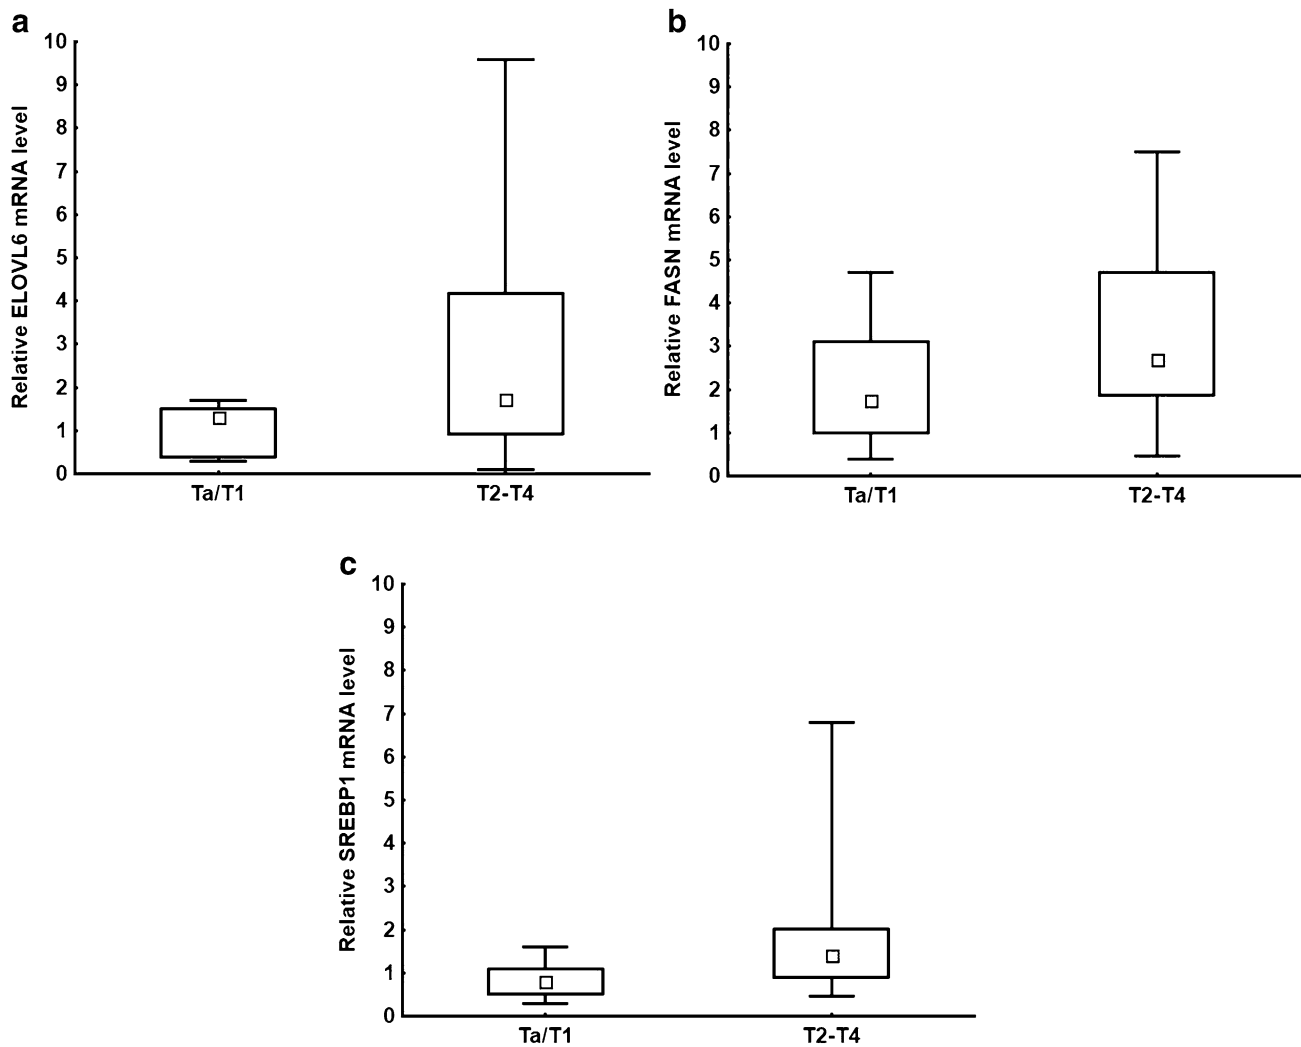 a
Relative ELOVL6 mRNA level
10
9
8
7
6
5
4
3
2
1
0
Ta/T1
T2-T4
b
Relative FASN mRNA level
10
9
8
7
6
5
4
3
2
1
0
Ta/T1
T2-T4
c
Relative SREBP1 mRNA level
10
9
8
7
6
5
4
3
2
1
0
Ta/T1
T2-T4